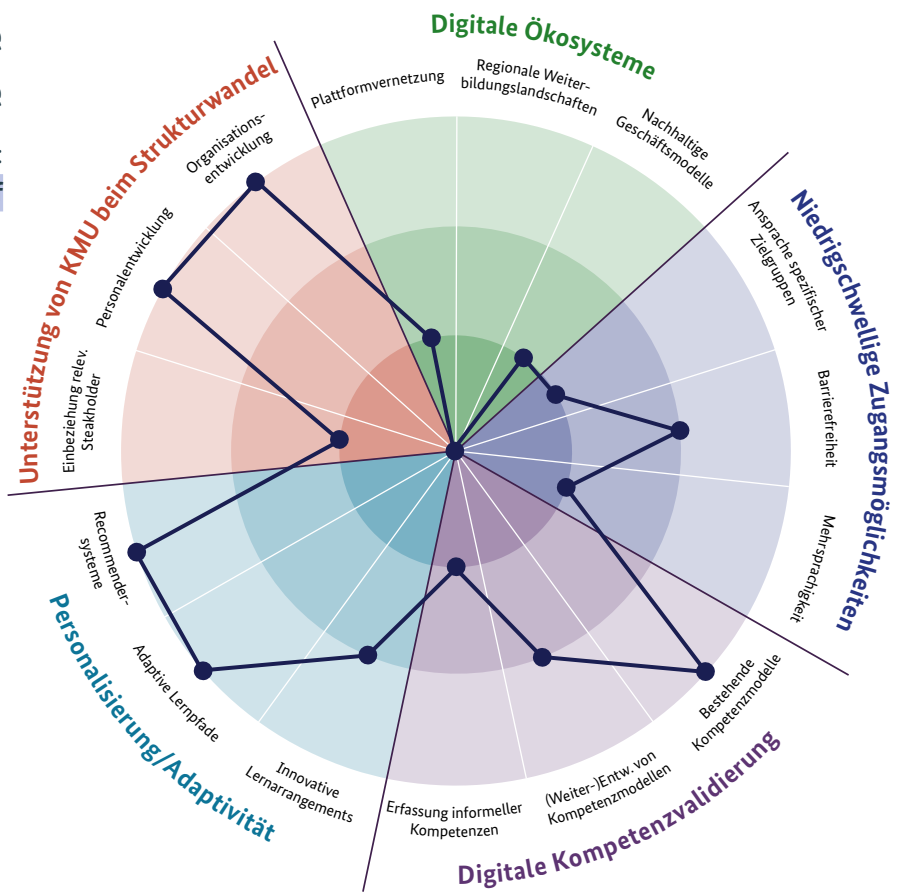 Digitale Ökosysteme
Plattformvernetzung
Regionale Weiter-
bildungslandschaften
Nachhaltige
Geschäftsmodelle
Niedrigschwellige Zugangsmöglichkeiten
Ansprache spezifischer
Zielgruppen
Barrierefreiheit
Mehrsprachigkeit
Digitale Kompetenzvalidierung
Bestehende
Kompetenzmodelle
(Weiter-)Entw. von
Kompetenzmodellen
Erfassung informeller
Kompetenzen
Personalisierung/Adaptivität
Innovative
Lernarrangements
Adaptive Lernpfade
Recommender-
systeme
Unterstützung von KMU beim Strukturwandel
Einbeziehung relev.
Steakholder
Personalentwicklung
Organisations-
entwicklung